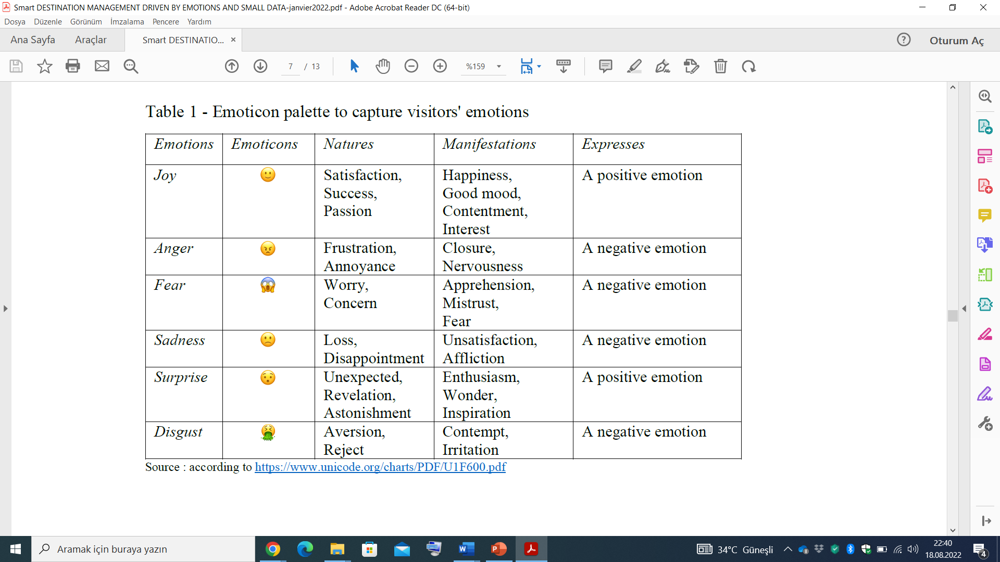 Smart DESTINATION MANAGEMENT DRIVEN BY EMOTIONS AND SMALL DATA-janvier2022.pdf - Adobe Acrobat Reader DC (64-bit)
Dosya Düzenle Görünüm İmzalama Pencere Yardım
Ana Sayfa Araçlar Smart DESTINATIO... × ? Oturum Aç
7 / 13 %159
Table 1 - Emoticon palette to capture visitors' emotions
Emotions Emoticons Natures Manifestations Expresses
Joy 🙂 Satisfaction, Happiness, A positive emotion
Success, Good mood,
Passion Contentment,
Interest
Anger 😠 Frustration, Closure, A negative emotion
Annoyance Nervousness
Fear 😱 Worry, Apprehension, A negative emotion
Concern Mistrust,
Fear
Sadness 🙁 Loss, Unsatisfaction, A negative emotion
Disappointment Affliction
Surprise 😯 Unexpected, Enthusiasm, A positive emotion
Revelation, Wonder,
Astonishment Inspiration
Disgust 🤮 Aversion, Contempt, A negative emotion
Reject Irritation
Source : according to https://www.unicode.org/charts/PDF/U1F600.pdf
Aramak için buraya yazın 34°C Güneşli 22:40
18.08.2022 4